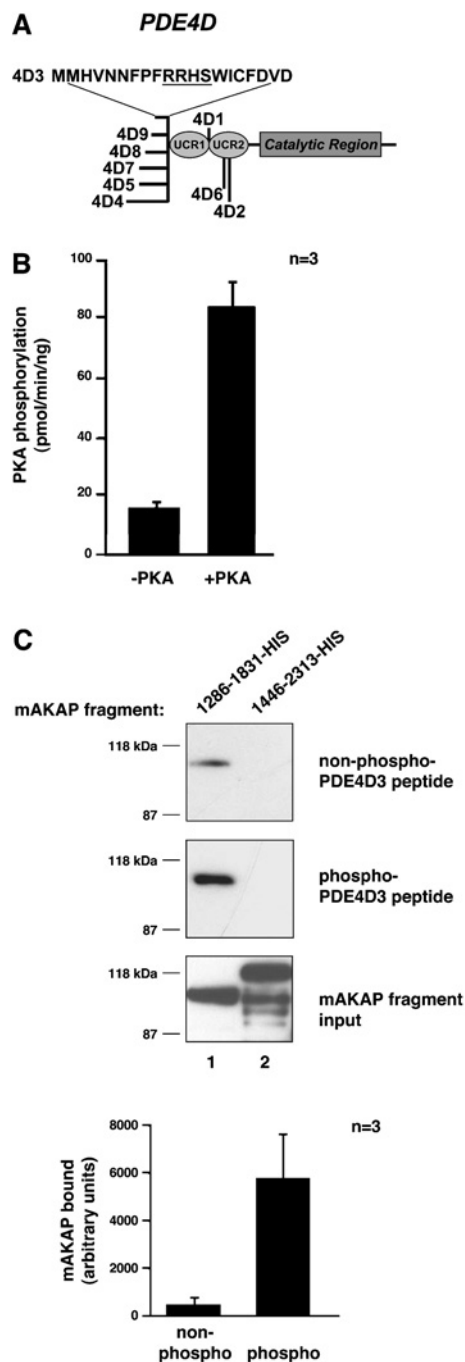 A
PDE4D
4D3 MMHVNNFPFRRHSWICFDVD
4D1
4D9
UCR1 UCR2 Catalytic Region
4D8
4D7
4D5
4D6
4D4
4D2
B
n=3
PKA phosphorylation
(pmol/min/ng)
100
80
60
40
20
0
-PKA +PKA
C
mAKAP fragment:
1286-1831-HIS
1446-2313-HIS
118 kDa
87
non-phospho-
PDE4D3 peptide
118 kDa
87
phospho-
PDE4D3 peptide
118 kDa
87
mAKAP fragment
input
1 2
n=3
mAKAP bound
(arbitrary units)
8000
6000
4000
2000
0
non-
phospho
phospho